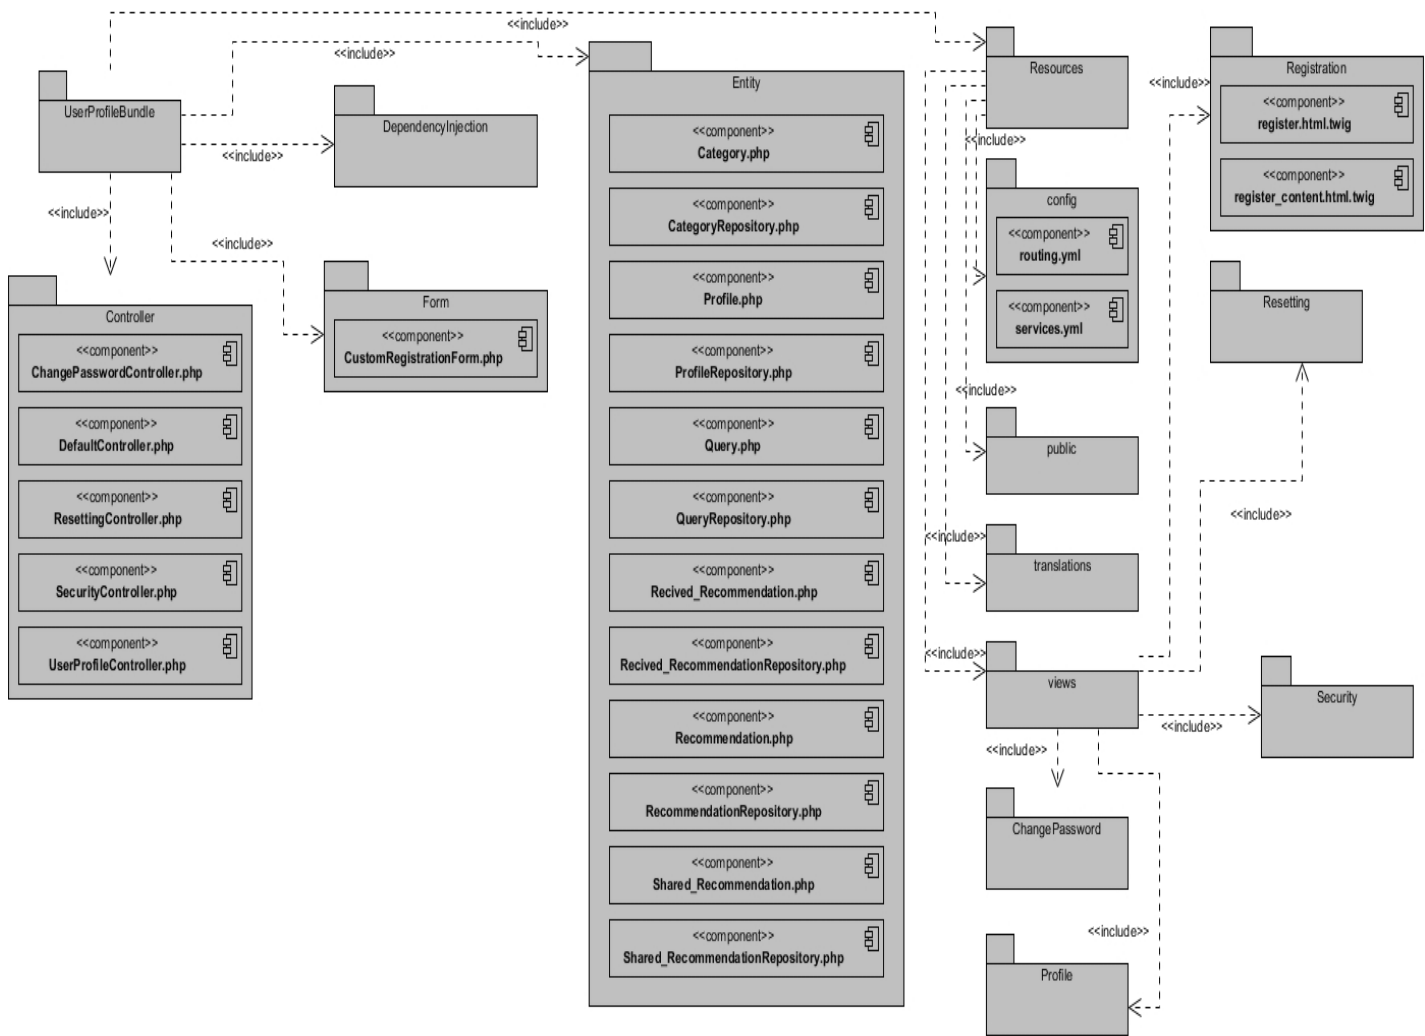 <<include>>
<<include>>
UserProfileBundle
<<include>>
<<include>>
<<include>>
DependencyInjection
Controller
<<component>>
ChangePasswordController.php
<<component>>
DefaultController.php
<<component>>
ResettingController.php
<<component>>
SecurityController.php
<<component>>
UserProfileController.php
Form
<<component>>
CustomRegistrationForm.php
Entity
<<component>>
Category.php
<<component>>
CategoryRepository.php
<<component>>
Profile.php
<<component>>
ProfileRepository.php
<<component>>
Query.php
<<component>>
QueryRepository.php
<<component>>
Recived_Recommendation.php
<<component>>
Recived_RecommendationRepository.php
<<component>>
Recommendation.php
<<component>>
RecommendationRepository.php
<<component>>
Shared_Recommendation.php
<<component>>
Shared_RecommendationRepository.php
Resources
<<include>>
config
<<component>>
routing.yml
<<component>>
services.yml
<<include>>
public
<<include>>
translations
<<include>>
views
<<include>>
Registration
<<component>>
register.html.twig
<<component>>
register_content.html.twig
Resetting
<<include>>
Security
<<include>>
<<include>>
ChangePassword
<<include>>
Profile